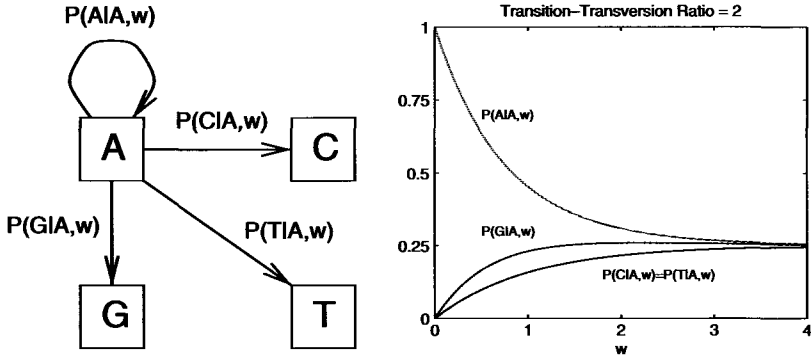 P(A|A,w)
A
P(C|A,w)
C
P(G|A,w)
P(T|A,w)
G
T
Transition-Transversion Ratio = 2
1
0.75
0.5
0.25
0
P(A|A,w)
P(G|A,w)
P(C|A,w)=P(T|A,w)
0
1
2
3
4
w